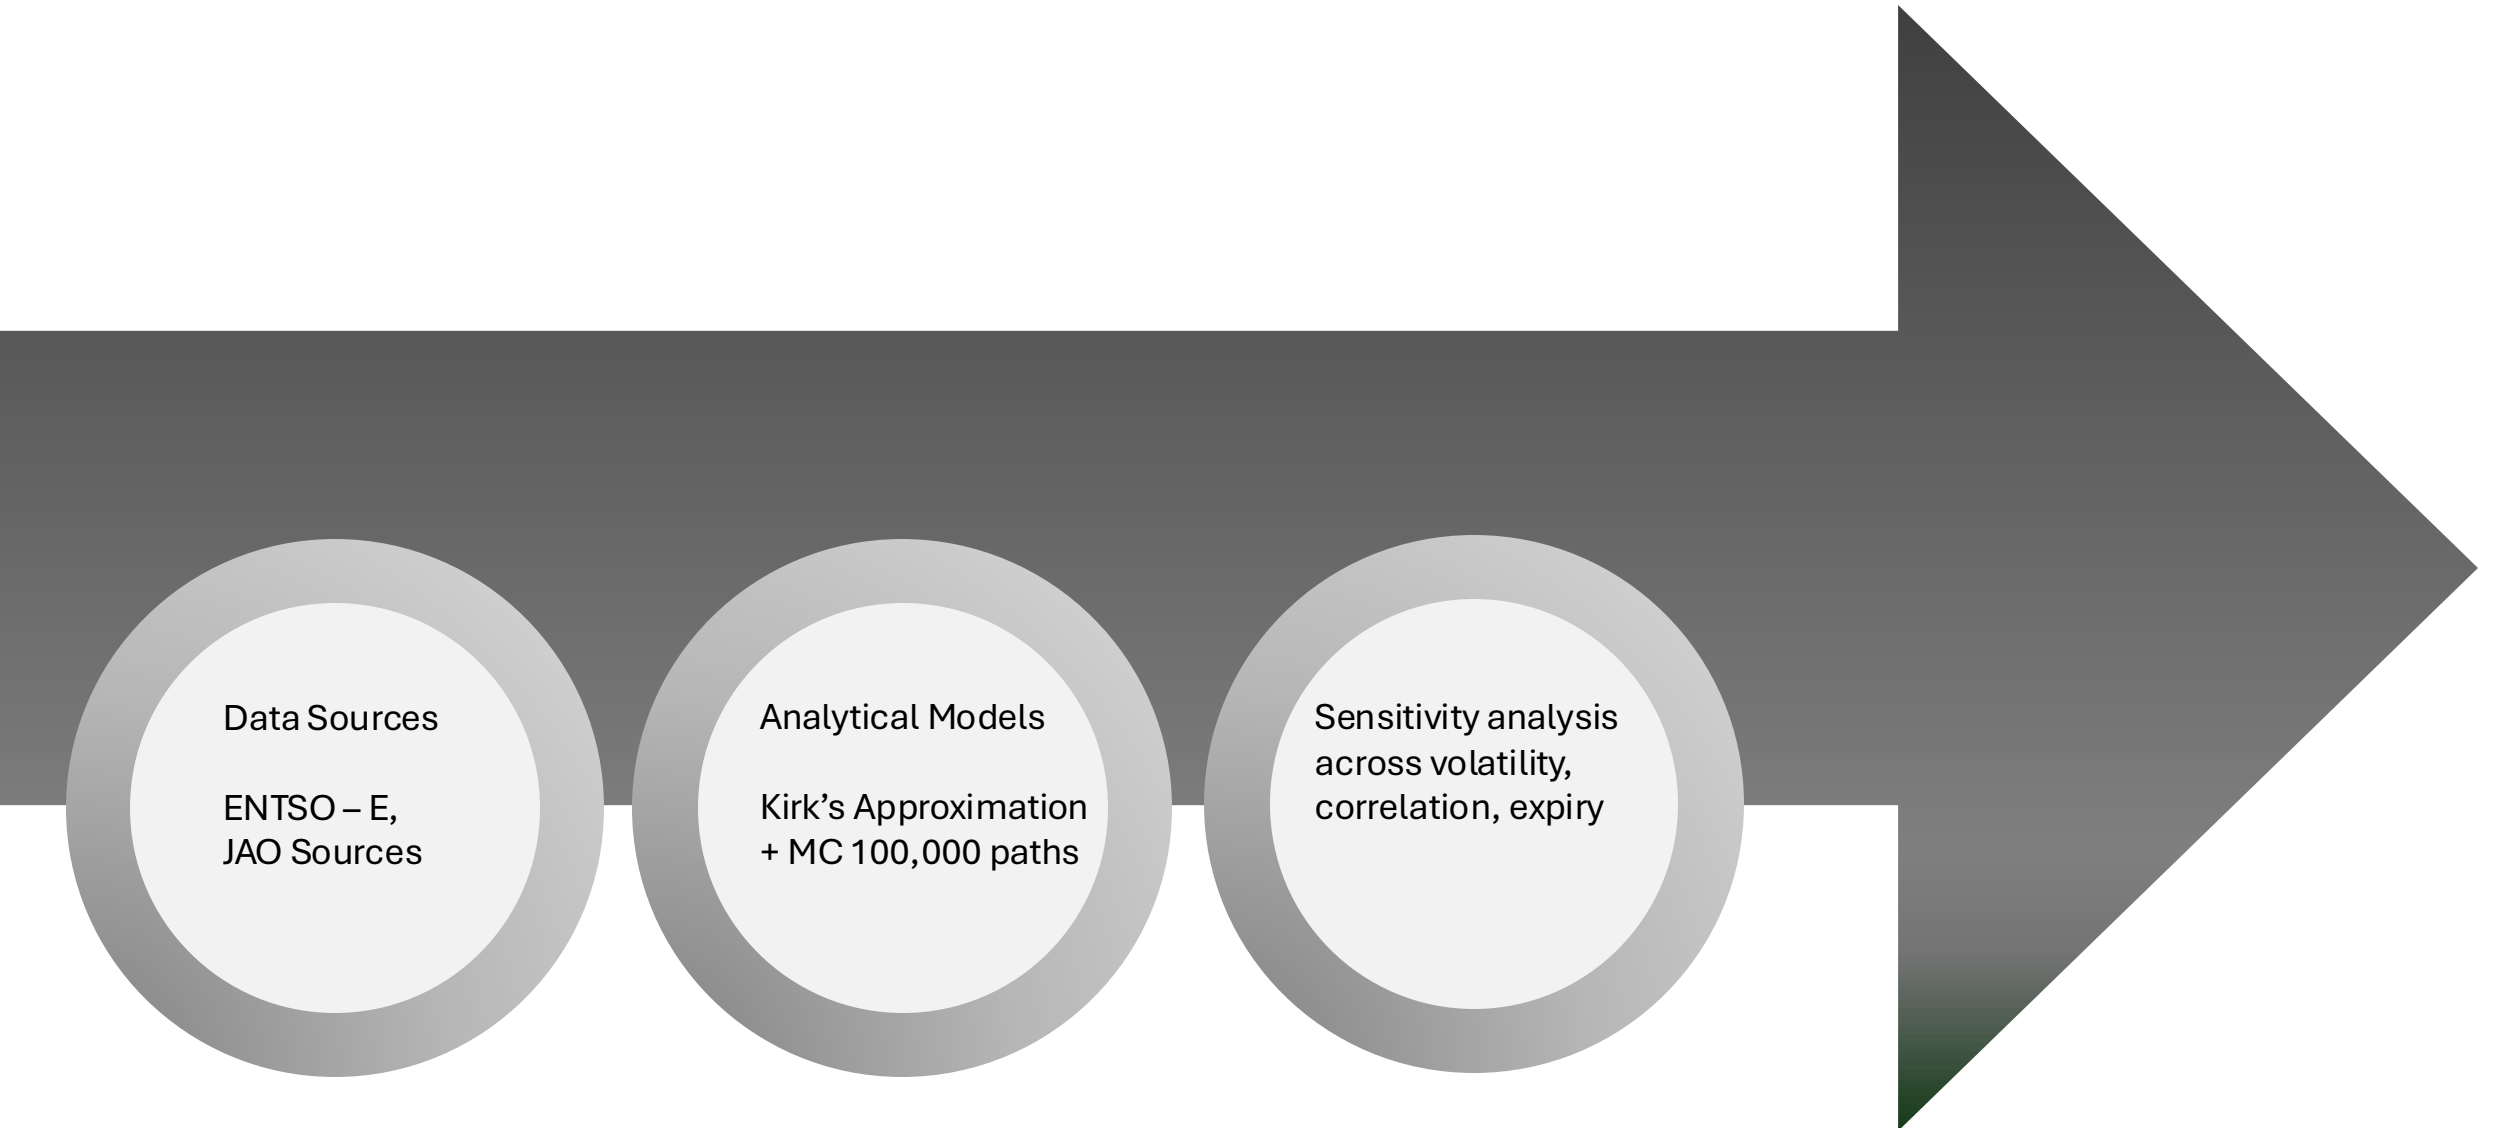 Data Sources
ENTSO – E,
JAO Sources
Analytical Models
Kirk’s Approximation
+ MC 100,000 paths
Sensitivity analysis
across volatility,
correlation, expiry